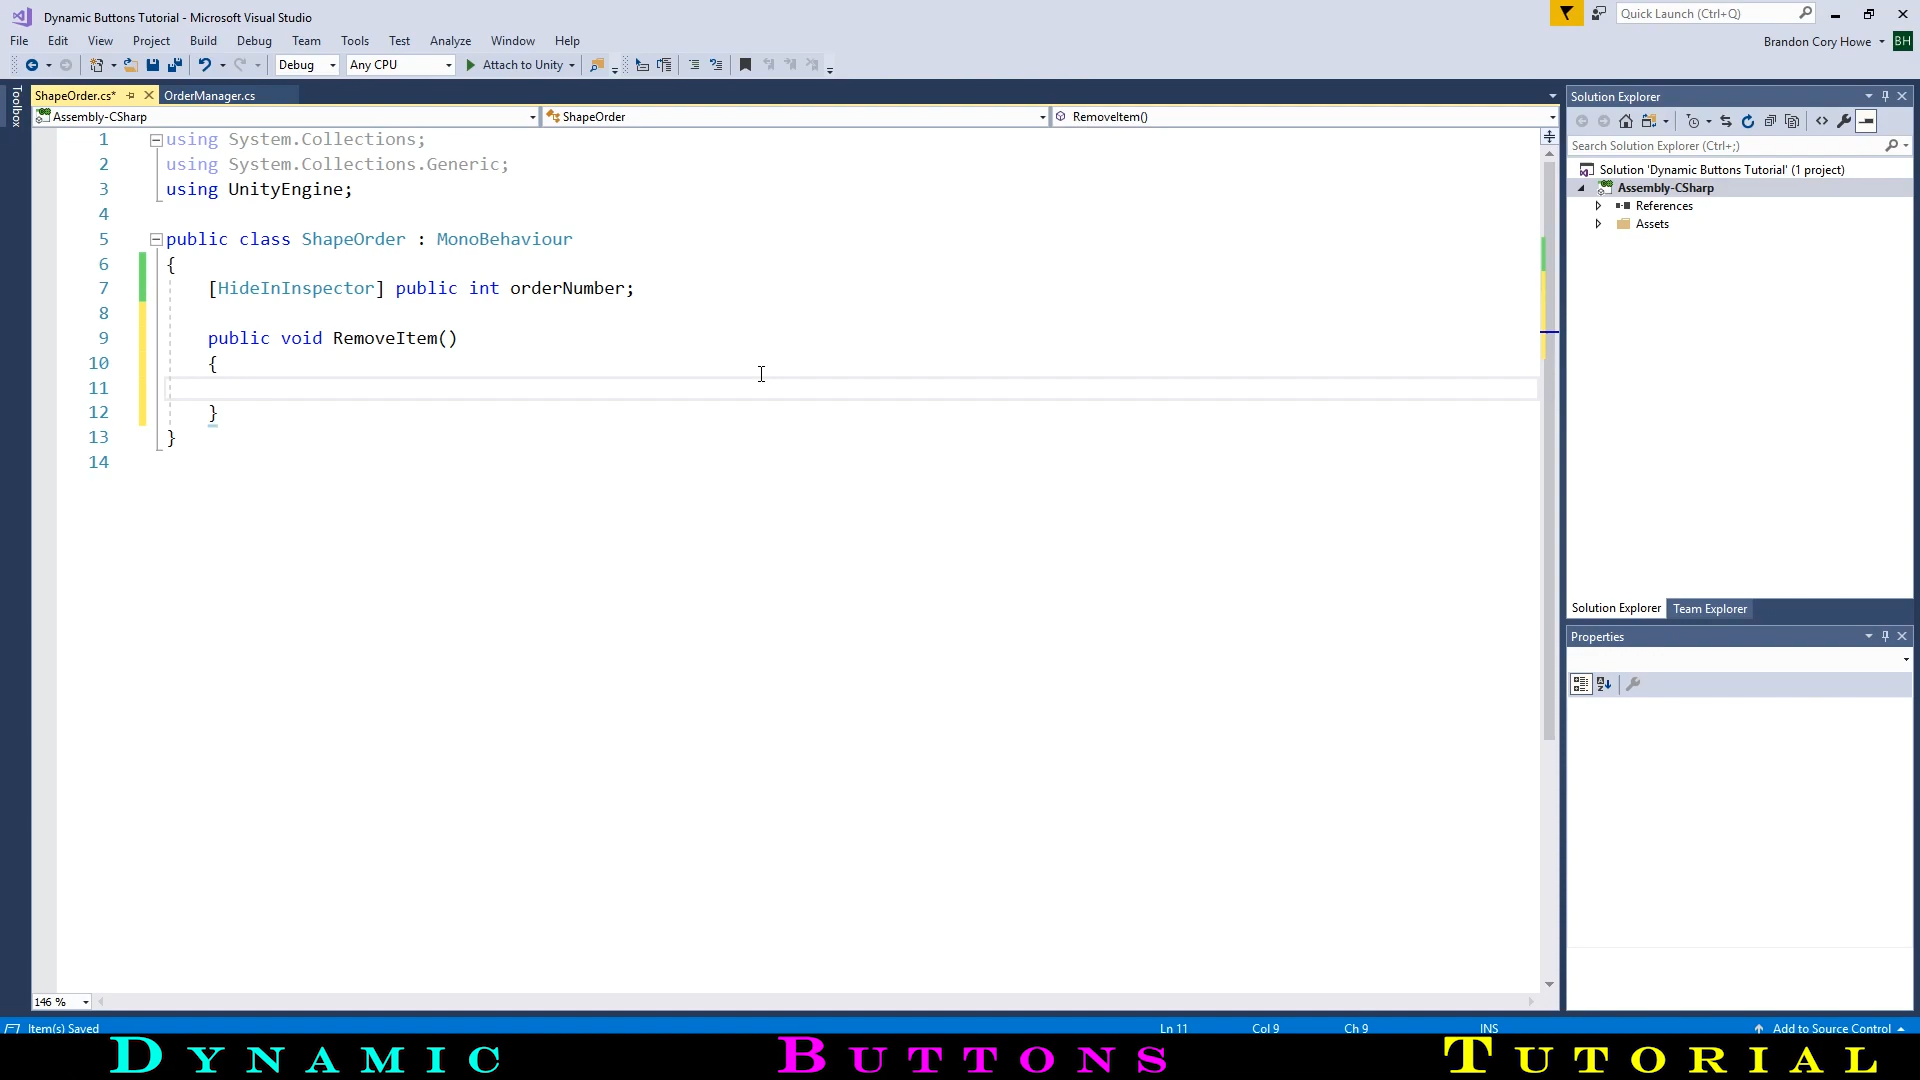 Dynamic Buttons Tutorial - Microsoft Visual Studio
Quick Launch (Ctrl+Q)
File Edit View Project Build Debug Team Tools Test Analyze Window Help
Brandon Cory Howe BH
Debug Any CPU Attach to Unity
Toolbox
ShapeOrder.cs* OrderManager.cs
Assembly-CSharp ShapeOrder RemoveItem()
1 using System.Collections;
2 using System.Collections.Generic;
3 using UnityEngine;
4
5 public class ShapeOrder : MonoBehaviour
6 {
7 [HideInInspector] public int orderNumber;
8
9 public void RemoveItem()
10 {
11
12 }
13 }
14
146 %
Solution Explorer
Search Solution Explorer (Ctrl+;)
Solution 'Dynamic Buttons Tutorial' (1 project)
Assembly-CSharp
References
Assets
Solution Explorer Team Explorer
Properties
Item(s) Saved Ln 11 Col 9 Ch 9 INS Add to Source Control
DYNAMIC BUTTONS TUTORIAL